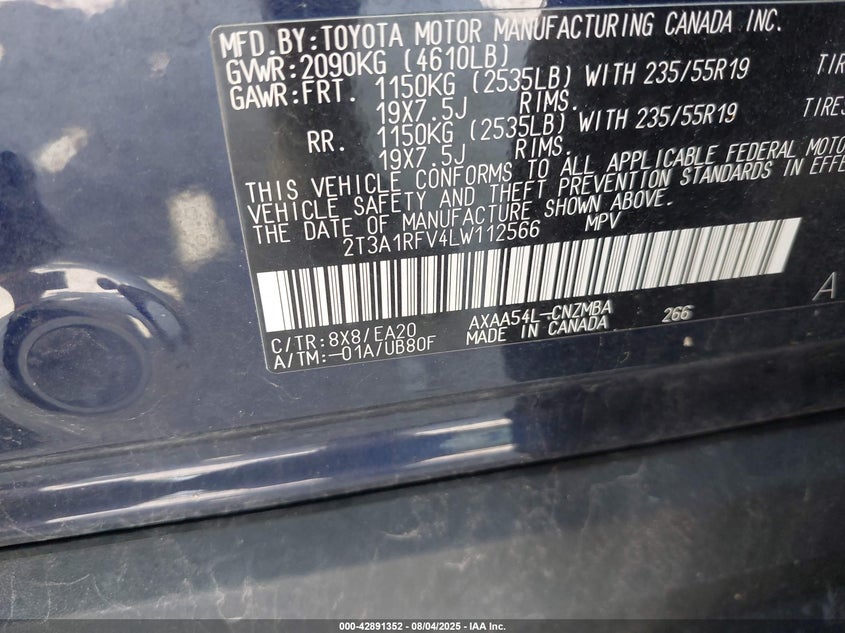 MFD.BY:TOYOTA MOTOR MANUFACTURING CANADA INC.
GVWR:2090KG (4610LB)
GAWR:FRT. 1150KG (2535LB) WITH 235/55R19 TIR
19X7.5J RIMS.
RR. 1150KG (2535LB) WITH 235/55R19 TIRES
19X7.5J RIMS.
THIS VEHICLE CONFORMS TO ALL APPLICABLE FEDERAL MOTO
VEHICLE SAFETY AND THEFT PREVENTION STANDARDS IN EFFE
THE DATE OF MANUFACTURE SHOWN ABOVE.
2T3A1RFV4LW112566 MPV
A
C/TR:8X8/EA20 AXAA54L-CNZMBA 266
A/TM:-01A/UB80F MADE IN CANADA
000-42891352 - 08/04/2025 - IAA Inc.